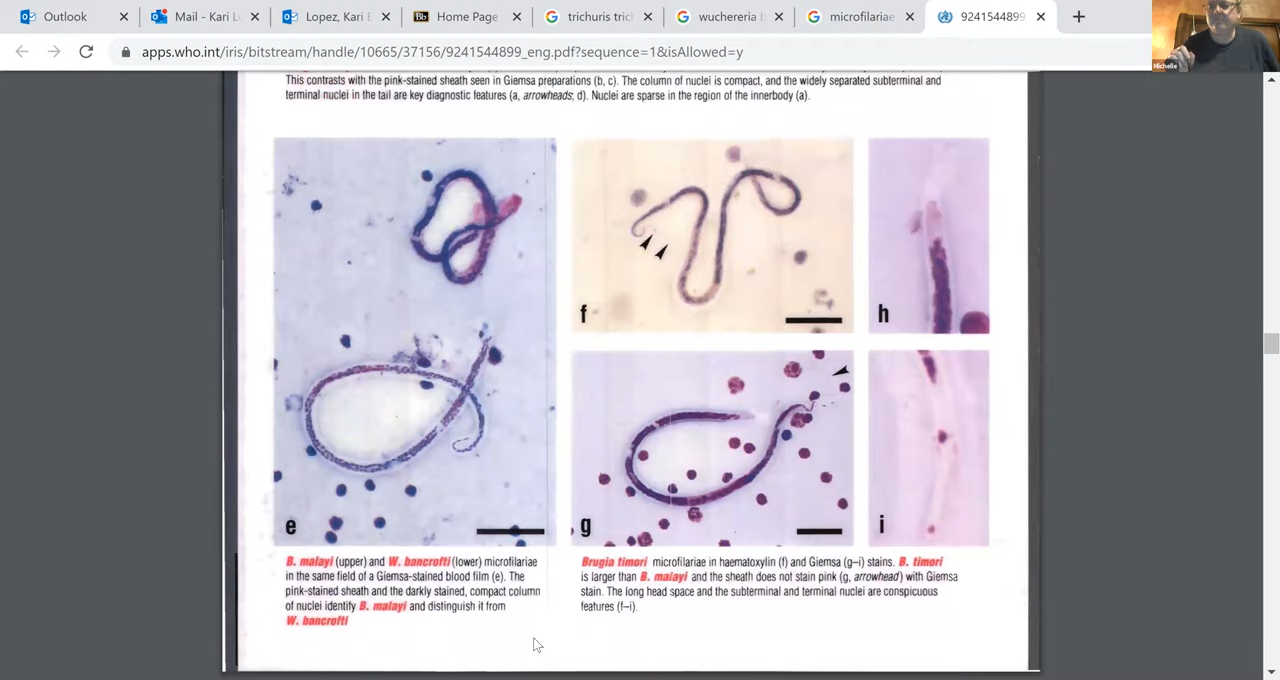 Outlook
Mail - Kari L
Lopez, Kari E
Bb Home Page
trichuris tric
wuchereria b
microfilariae
9241544899
apps.who.int/iris/bitstream/handle/10665/37156/9241544899_eng.pdf?sequence=1&isAllowed=y
Michelle
This contrasts with the pink-stained sheath seen in Giemsa preparations (b, c). The column of nuclei is compact, and the widely separated subterminal and
terminal nuclei in the tail are key diagnostic features (a, arrowheads; d). Nuclei are sparse in the region of the innerbody (a).
f
h
e
g
i
B. malayi (upper) and W. bancrofti (lower) microfilariae
in the same field of a Giemsa-stained blood film (e). The
pink-stained sheath and the darkly stained, compact column
of nuclei identify B. malayi and distinguish it from
W. bancrofti
Brugia timori microfilariae in haematoxylin (f) and Giemsa (g–i) stains. B. timori
is larger than B. malayi and the sheath does not stain pink (g, arrowhead) with Giemsa
stain. The long head space and the subterminal and terminal nuclei are conspicuous
features (f–i).